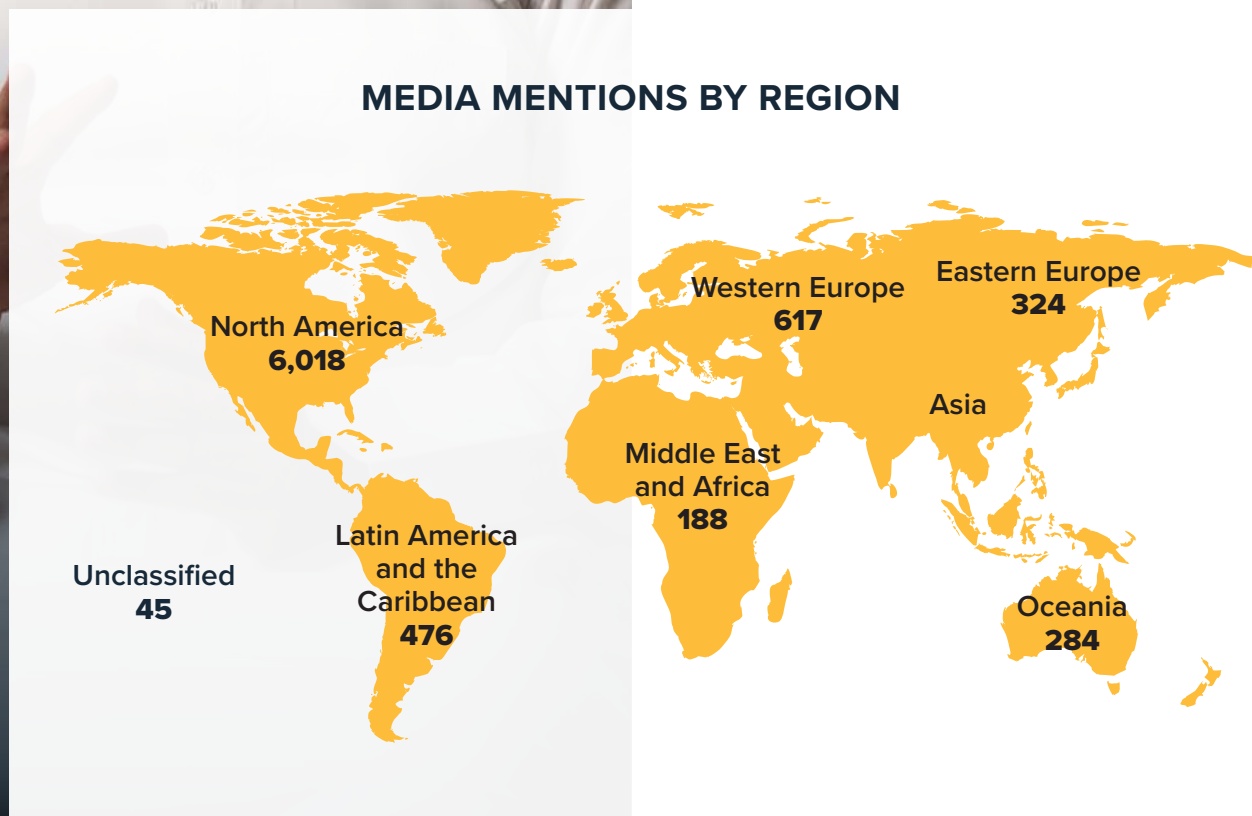 MEDIA MENTIONS BY REGION
North America
6,018
Western Europe
617
Eastern Europe
324
Asia
Middle East
and Africa
188
Latin America
and the
Caribbean
476
Unclassified
45
Oceania
284